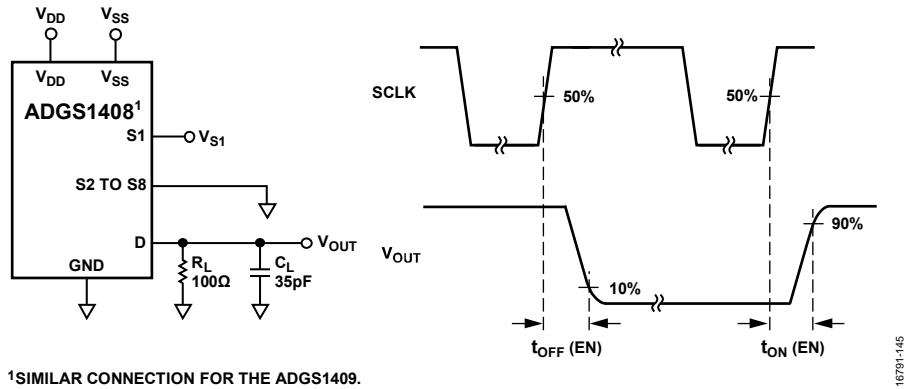 VDD
VSS
VDD
VSS
ADGS1408¹
S1
VS1
S2 TO S8
D
VOUT
GND
RL
100Ω
CL
35pF
SCLK
50%
50%
VOUT
90%
10%
tOFF (EN)
tON (EN)
¹SIMILAR CONNECTION FOR THE ADGS1409.
16791-145